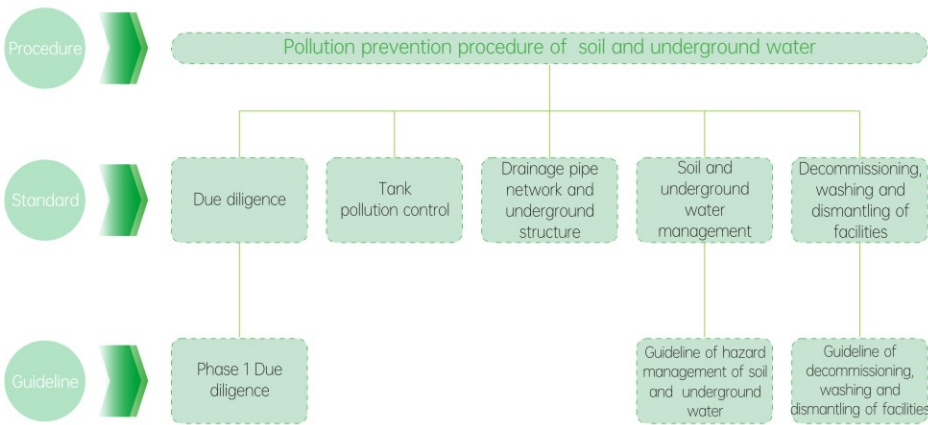 Procedure
Pollution prevention procedure of soil and underground water
Standard
Due diligence
Tank
pollution control
Drainage pipe
network and
underground
structure
Soil and
underground
water
management
Decommissioning,
washing and
dismantling of
facilities
Guideline
Phase 1 Due
diligence
Guideline of hazard
management of soil
and underground
water
Guideline of
decommissioning,
washing and
dismantling of facilities